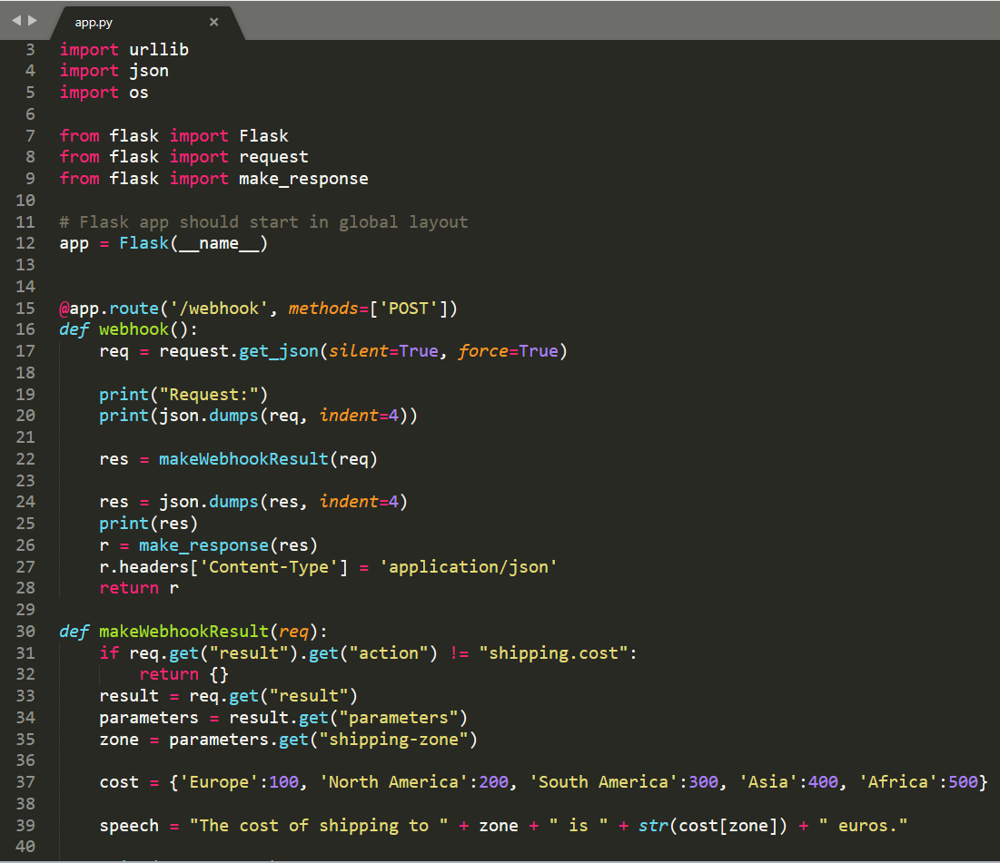 app.py ×
3 import urllib
4 import json
5 import os
6
7 from flask import Flask
8 from flask import request
9 from flask import make_response
10
11 # Flask app should start in global layout
12 app = Flask(__name__)
13
14
15 @app.route('/webhook', methods=['POST'])
16 def webhook():
17     req = request.get_json(silent=True, force=True)
18
19     print("Request:")
20     print(json.dumps(req, indent=4))
21
22     res = makeWebhookResult(req)
23
24     res = json.dumps(res, indent=4)
25     print(res)
26     r = make_response(res)
27     r.headers['Content-Type'] = 'application/json'
28     return r
29
30 def makeWebhookResult(req):
31     if req.get("result").get("action") != "shipping.cost":
32         return {}
33     result = req.get("result")
34     parameters = result.get("parameters")
35     zone = parameters.get("shipping-zone")
36
37     cost = {'Europe':100, 'North America':200, 'South America':300, 'Asia':400, 'Africa':500}
38
39     speech = "The cost of shipping to " + zone + " is " + str(cost[zone]) + " euros."
40